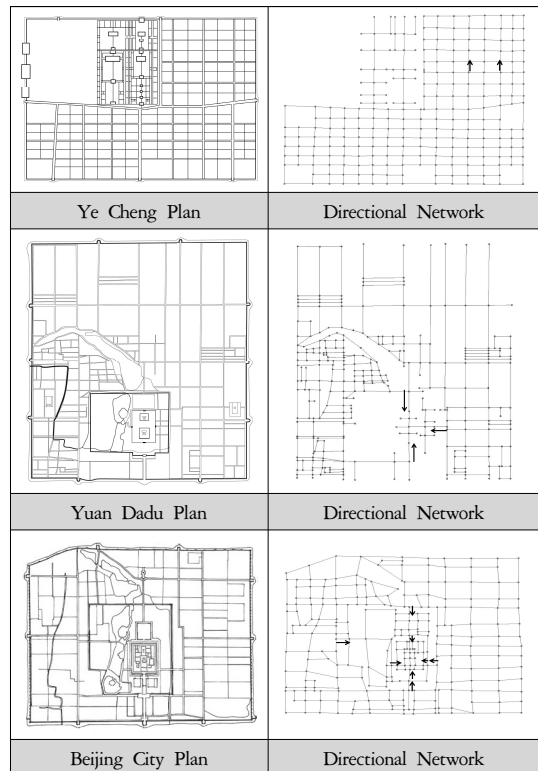 Ye Cheng Plan
Directional Network
Yuan Dadu Plan
Directional Network
Beijing City Plan
Directional Network